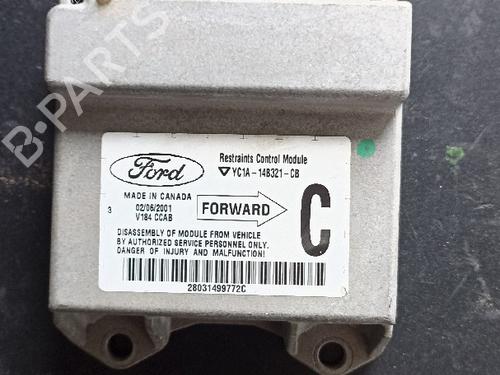 B-PARTS
Ford
Restraints Control Module
YC1A-14B321-CB
MADE IN CANADA
3 02/06/2001
V184 CCAB
FORWARD
C
DISASSEMBLY OF MODULE FROM VEHICLE
BY AUTHORIZED SERVICE PERSONNEL ONLY.
DANGER OF INJURY AND MALFUNCTION!
28031499772C